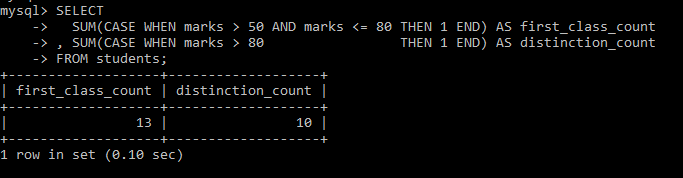 mysql> SELECT
    ->   SUM(CASE WHEN marks > 50 AND marks <= 80 THEN 1 END) AS first_class_count
    -> , SUM(CASE WHEN marks > 80                 THEN 1 END) AS distinction_count
    -> FROM students;
+-------------------+-------------------+
| first_class_count | distinction_count |
+-------------------+-------------------+
|                13 |                10 |
+-------------------+-------------------+
1 row in set (0.10 sec)